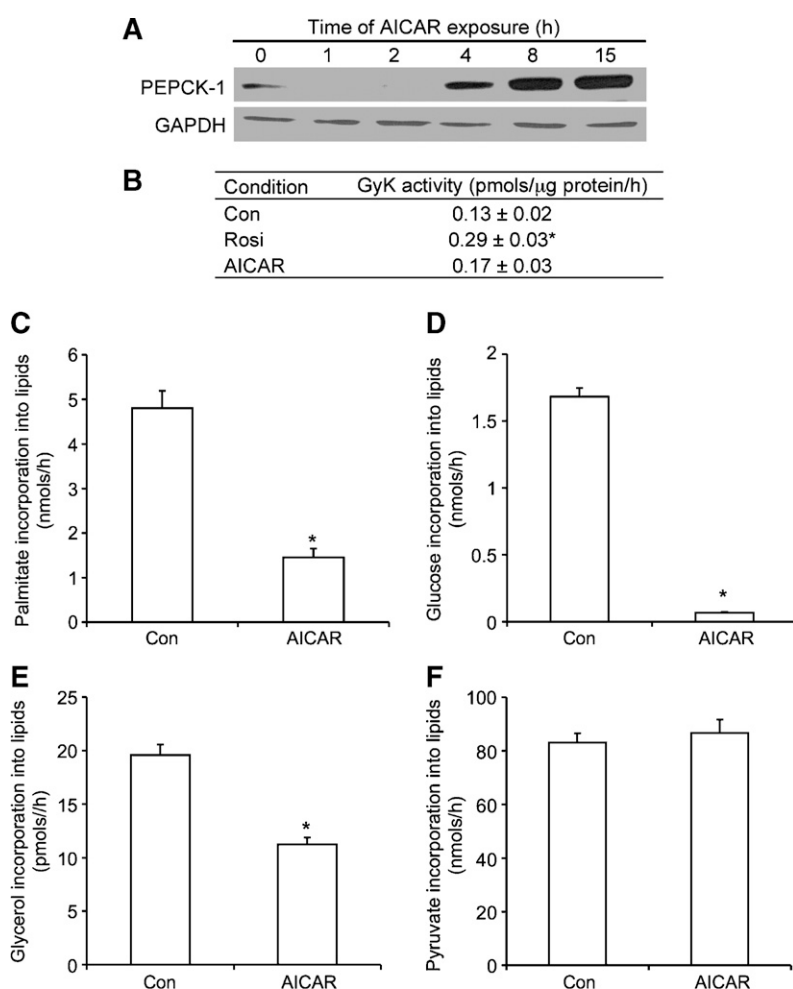 A
Time of AICAR exposure (h)
0 1 2 4 8 15
PEPCK-1
GAPDH
B
Condition GyK activity (pmols/µg protein/h)
Con 0.13 ± 0.02
Rosi 0.29 ± 0.03*
AICAR 0.17 ± 0.03
C
Palmitate incorporation into lipids
(nmols/h)
6
5
4
3
2
1
0
*
Con AICAR
D
Glucose incorporation into lipids
(nmols/h)
2
1.5
1
0.5
0
*
Con AICAR
E
Glycerol incorporation into lipids
(pmols//h)
25
20
15
10
5
0
*
Con AICAR
F
Pyruvate incorporation into lipids
(nmols/h)
100
80
60
40
20
0
Con AICAR